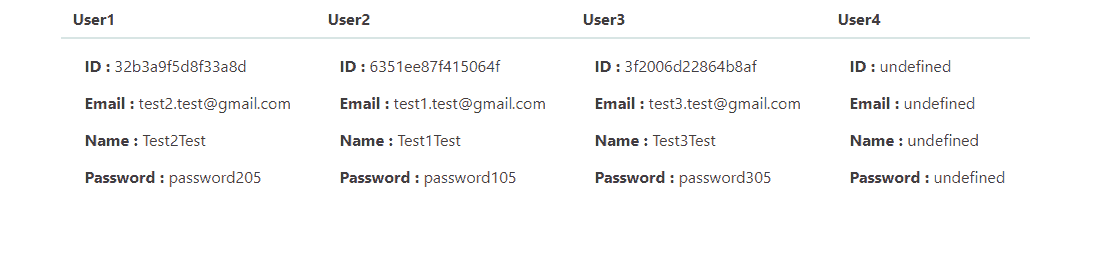 User1 User2 User3 User4
ID : 32b3a9f5d8f33a8d ID : 6351ee87f415064f ID : 3f2006d22864b8af ID : undefined
Email : test2.test@gmail.com Email : test1.test@gmail.com Email : test3.test@gmail.com Email : undefined
Name : Test2Test Name : Test1Test Name : Test3Test Name : undefined
Password : password205 Password : password105 Password : password305 Password : undefined